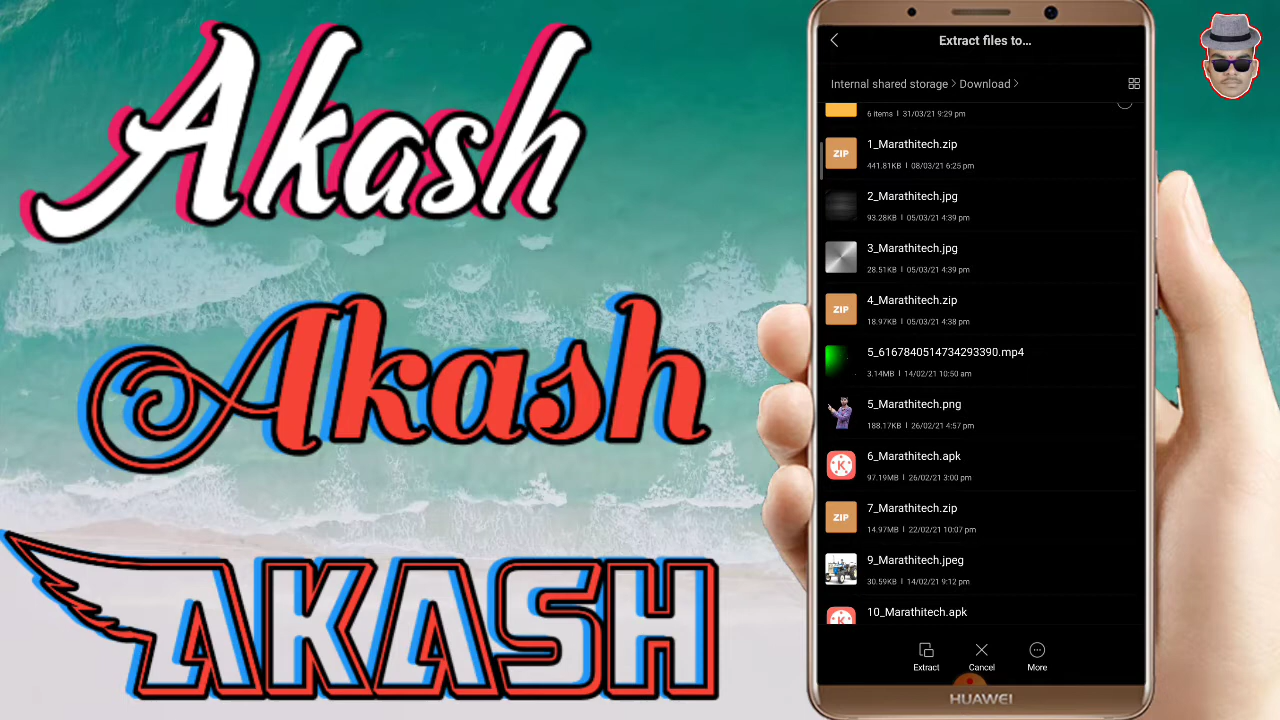 Akash
Akash
AKASH
Extract files to...
Internal shared storage > Download >
6 items | 31/03/21 9:29 pm
ZIP
1_Marathitech.zip
441.81KB | 08/03/21 6:25 pm
2_Marathitech.jpg
93.28KB | 05/03/21 4:39 pm
3_Marathitech.jpg
28.51KB | 05/03/21 4:39 pm
ZIP
4_Marathitech.zip
18.97KB | 05/03/21 4:38 pm
5_6167840514734293390.mp4
3.14MB | 14/02/21 10:50 am
5_Marathitech.png
188.17KB | 26/02/21 4:57 pm
K
6_Marathitech.apk
97.19MB | 26/02/21 3:00 pm
ZIP
7_Marathitech.zip
14.97MB | 22/02/21 10:07 pm
9_Marathitech.jpeg
30.59KB | 14/02/21 9:12 pm
K
10_Marathitech.apk
Extract Cancel More
HUAWEI